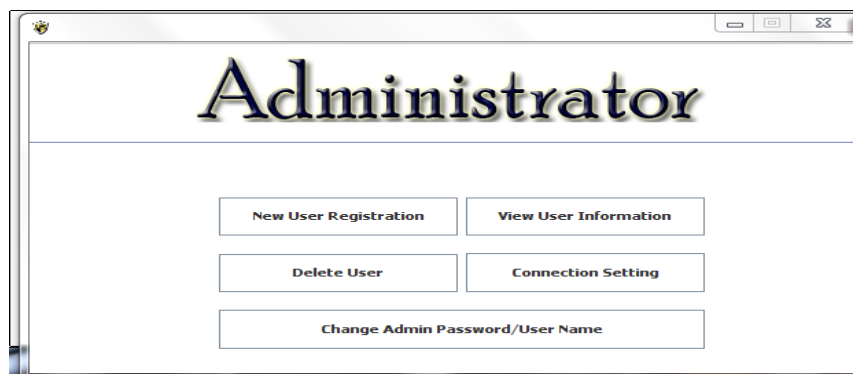 Administrator
New User Registration View User Information
Delete User Connection Setting
Change Admin Password/User Name